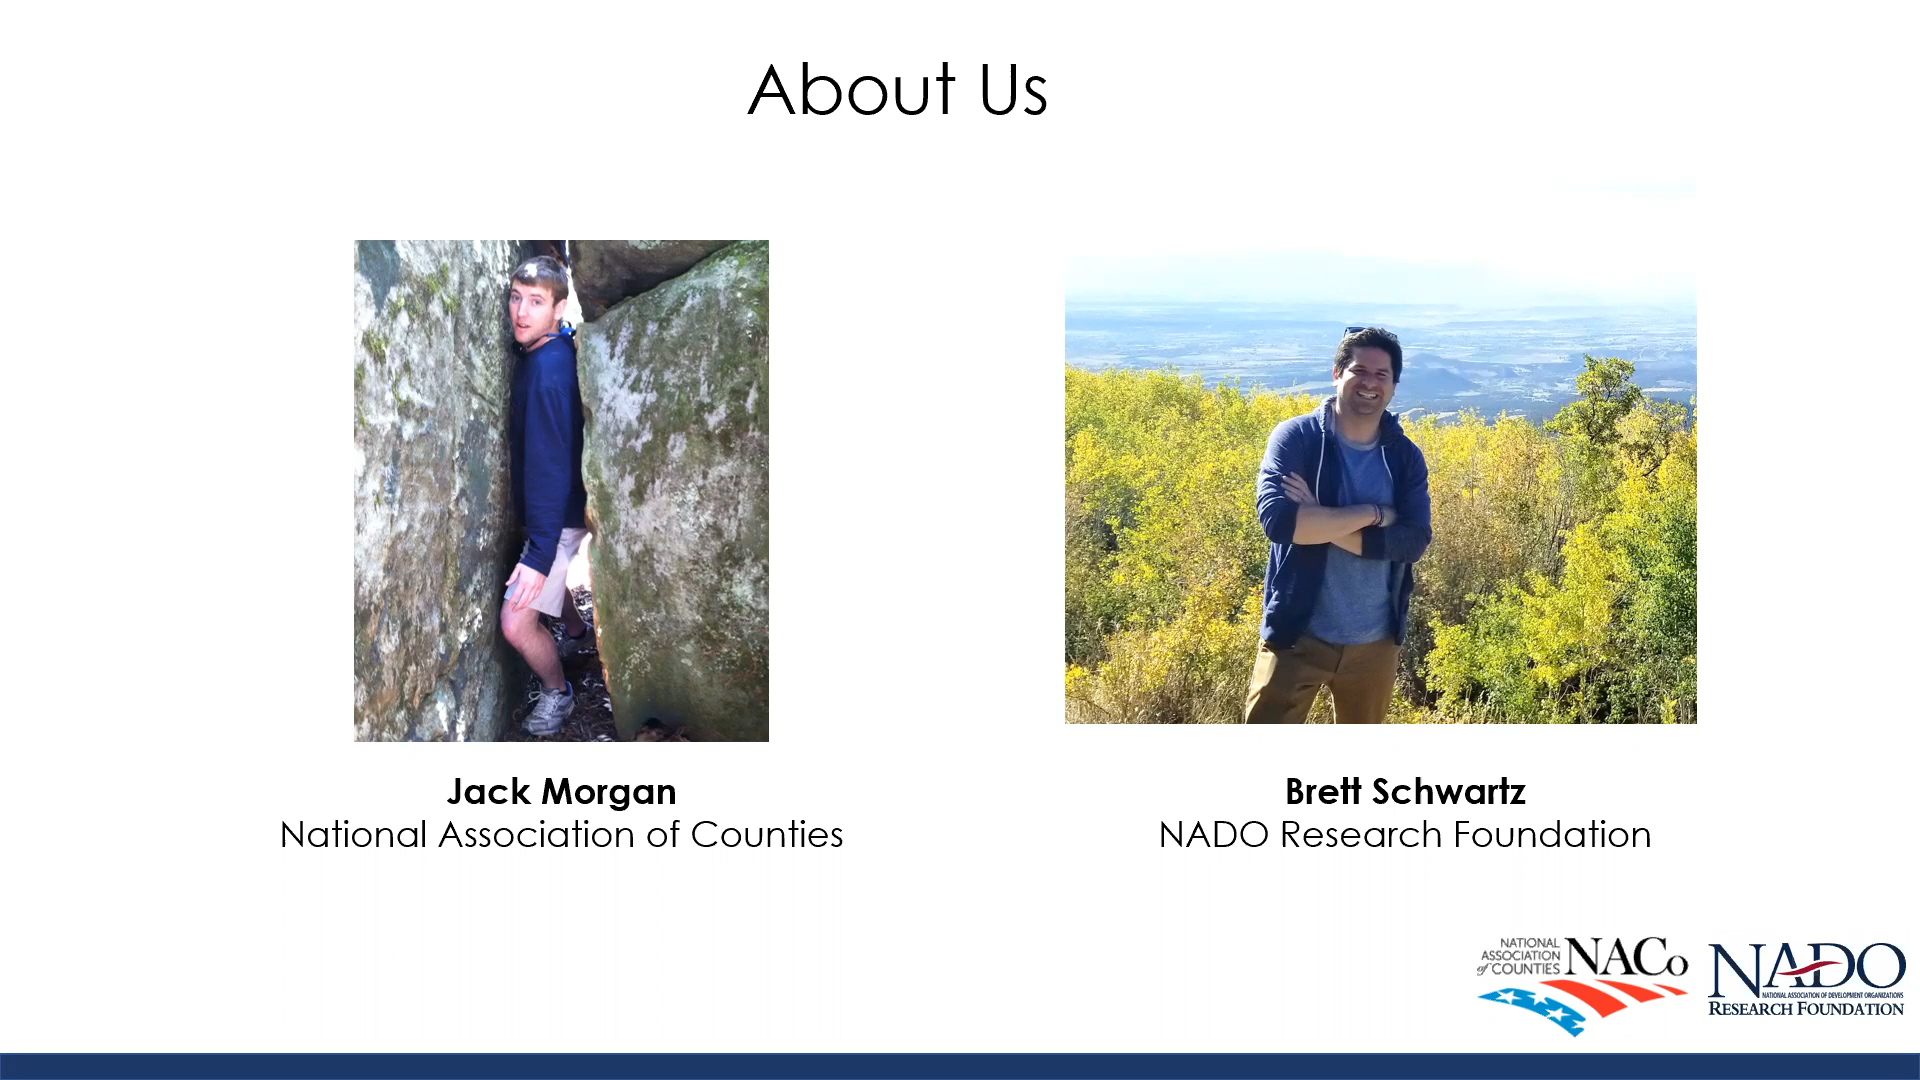 About Us
Jack Morgan
National Association of Counties
Brett Schwartz
NADO Research Foundation
NATIONAL
ASSOCIATION
of COUNTIES
NACo
NADO
NATIONAL ASSOCIATION OF DEVELOPMENT ORGANIZATIONS
RESEARCH FOUNDATION